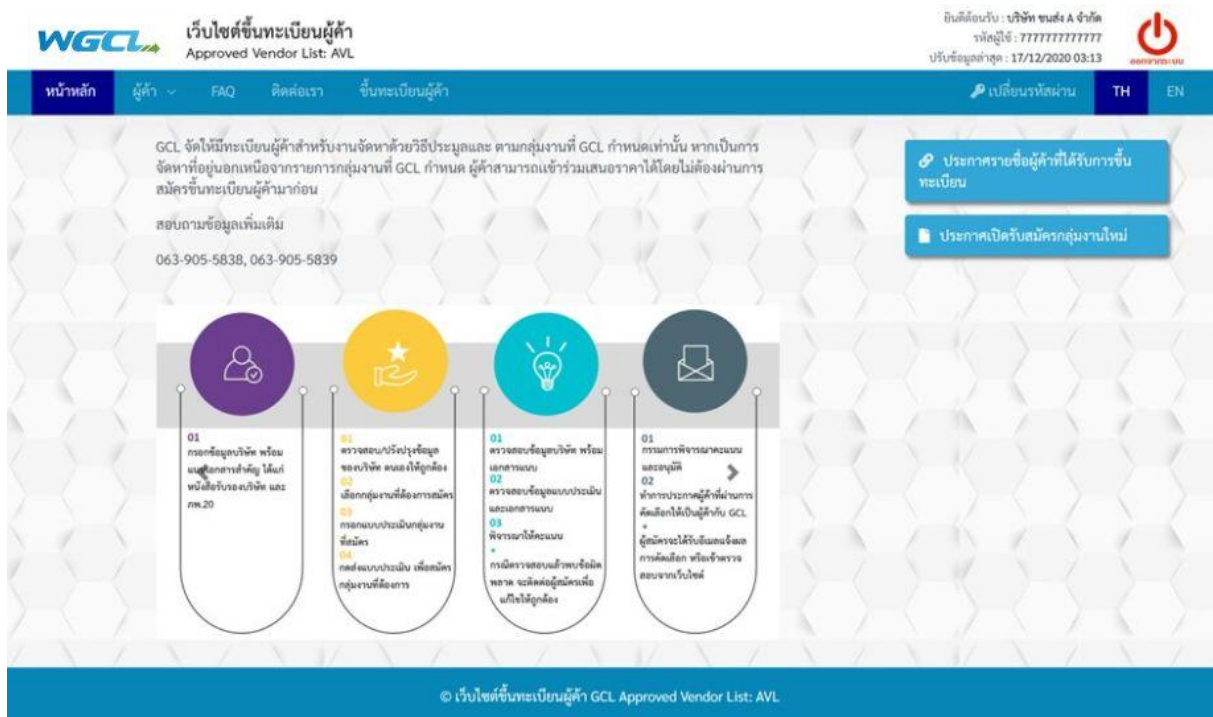 WGCL
เว็บไซต์ขึ้นทะเบียนผู้ค้า
Approved Vendor List: AVL
ยินดีต้อนรับ : บริษัท ขนส่ง A จำกัด
รหัสผู้ใช้ : 7777777777777
ปรับข้อมูลล่าสุด : 17/12/2020 03:13
ออกจากระบบ
หน้าหลัก ผู้ค้า FAQ ติดต่อเรา ขึ้นทะเบียนผู้ค้า เปลี่ยนรหัสผ่าน TH EN
GCL จัดให้มีทะเบียนผู้ค้าสำหรับงานจัดหาด้วยวิธีประมูลและ ตามกลุ่มงานที่ GCL กำหนดเท่านั้น หากเป็นการ
จัดหาที่อยู่นอกเหนือจากรายการกลุ่มงานที่ GCL กำหนด ผู้ค้าสามารถเข้าร่วมเสนอราคาได้โดยไม่ต้องผ่านการ
สมัครขึ้นทะเบียนผู้ค้ามาก่อน
สอบถามข้อมูลเพิ่มเติม
063-905-5838, 063-905-5839
ประกาศรายชื่อผู้ค้าที่ได้รับการขึ้น
ทะเบียน
ประกาศเปิดรับสมัครกลุ่มงานใหม่
01
กรอกข้อมูลบริษัท พร้อม
แนบเอกสารสำคัญ ได้แก่
หนังสือรับรองบริษัท และ
ภพ.20
01
ตรวจสอบ/ปรังปรุงข้อมูล
ของบริษัท ตนเองให้ถูกต้อง
02
เลือกกลุ่มงานที่ต้องการสมัคร
03
กรอกแบบประเมินกลุ่มงาน
ที่สมัคร
04
กดส่งแบบประเมิน เพื่อสมัคร
กลุ่มงานที่ต้องการ
01
ตรวจสอบข้อมูลบริษัท พร้อม
เอกสารแนบ
02
ตรวจสอบข้อมูลแบบประเมิน
และเอกสารแนบ
03
พิจารณาให้คะแนน
*
กรณีตรวจสอบแล้วพบข้อผิด
พลาด จะติดต่อผู้สมัครเพื่อ
แก้ไขให้ถูกต้อง
01
กรรมการพิจารณาคะแนน
และอนุมัติ
02
ทำการประกาศผู้ค้าที่ผ่านการ
คัดเลือกให้เป็นผู้ค้ากับ GCL
*
ผู้สมัครจะได้รับอีเมลแจ้งผล
การคัดเลือก หรือเข้าตรวจ
สอบจากเว็บไซต์
© เว็บไซต์ขึ้นทะเบียนผู้ค้า GCL Approved Vendor List: AVL